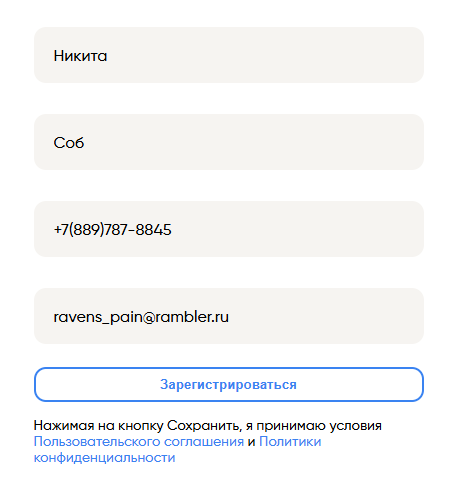 Никита
Соб
+7(889)787-8845
ravens_pain@rambler.ru
Зарегистрироваться
Нажимая на кнопку Сохранить, я принимаю условия
Пользовательского соглашения и Политики
конфиденциальности